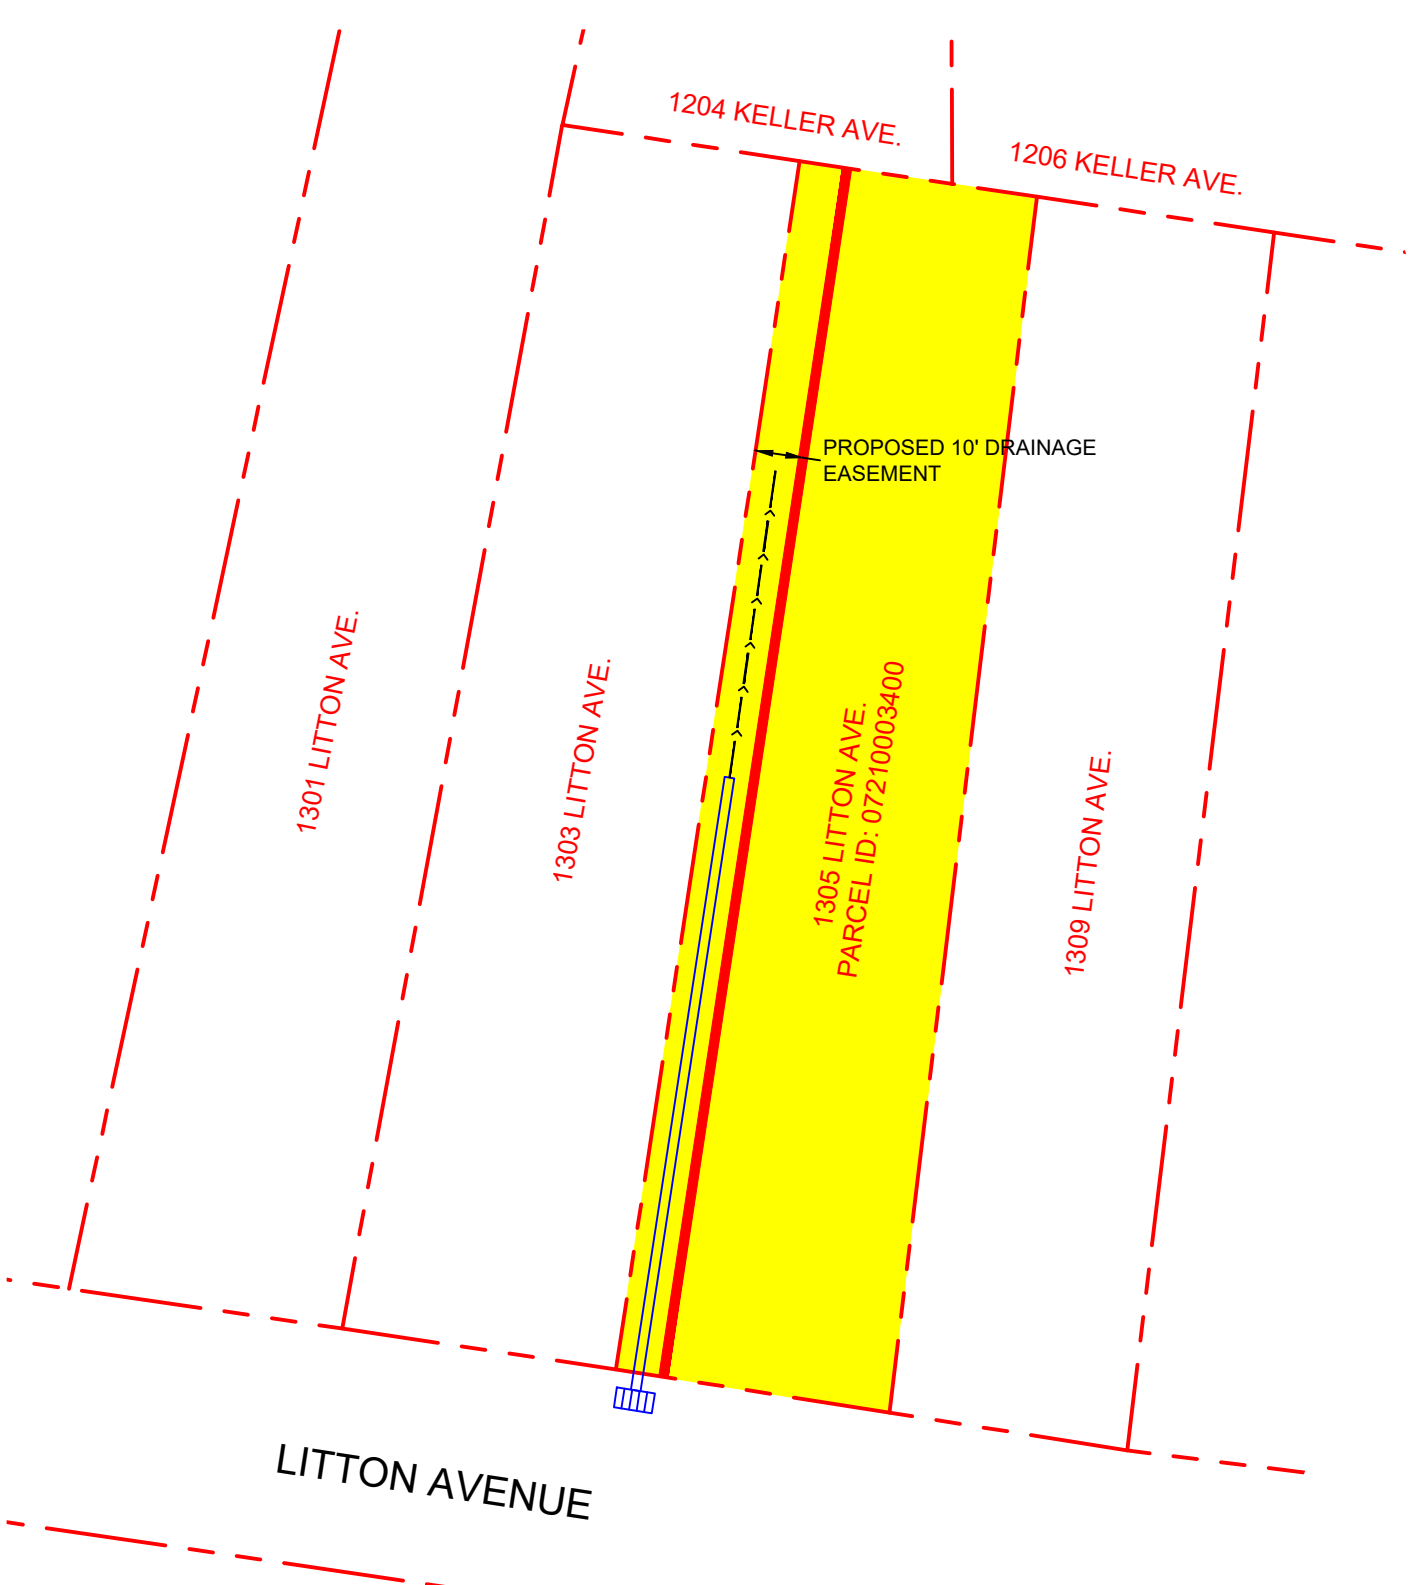 1204 KELLER AVE.
1206 KELLER AVE.
PROPOSED 10' DRAINAGE
EASEMENT
1301 LITTON AVE.
1303 LITTON AVE.
1305 LITTON AVE.
PARCEL ID: 07210003400
1309 LITTON AVE.
LITTON AVENUE